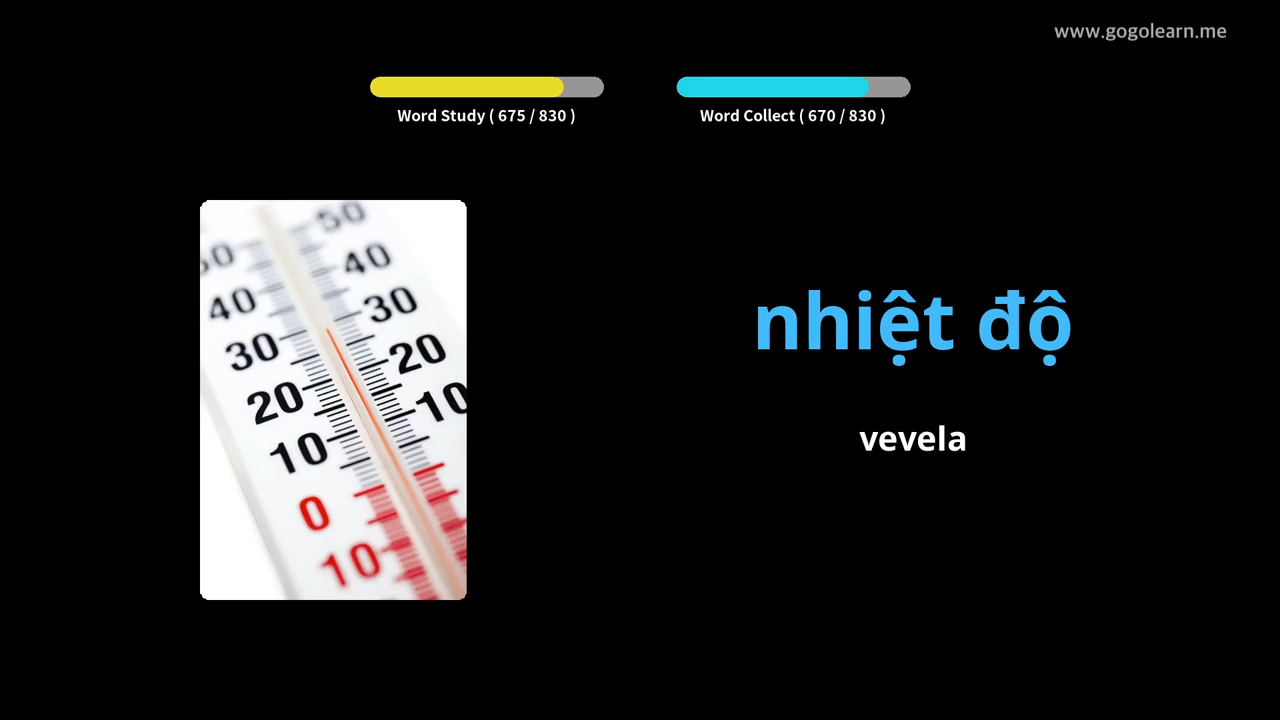 www.gogolearn.me
Word Study ( 675 / 830 )
Word Collect ( 670 / 830 )
50
50
40
40
30
30
20
20
10
10
0
10
nhiệt độ
vevela